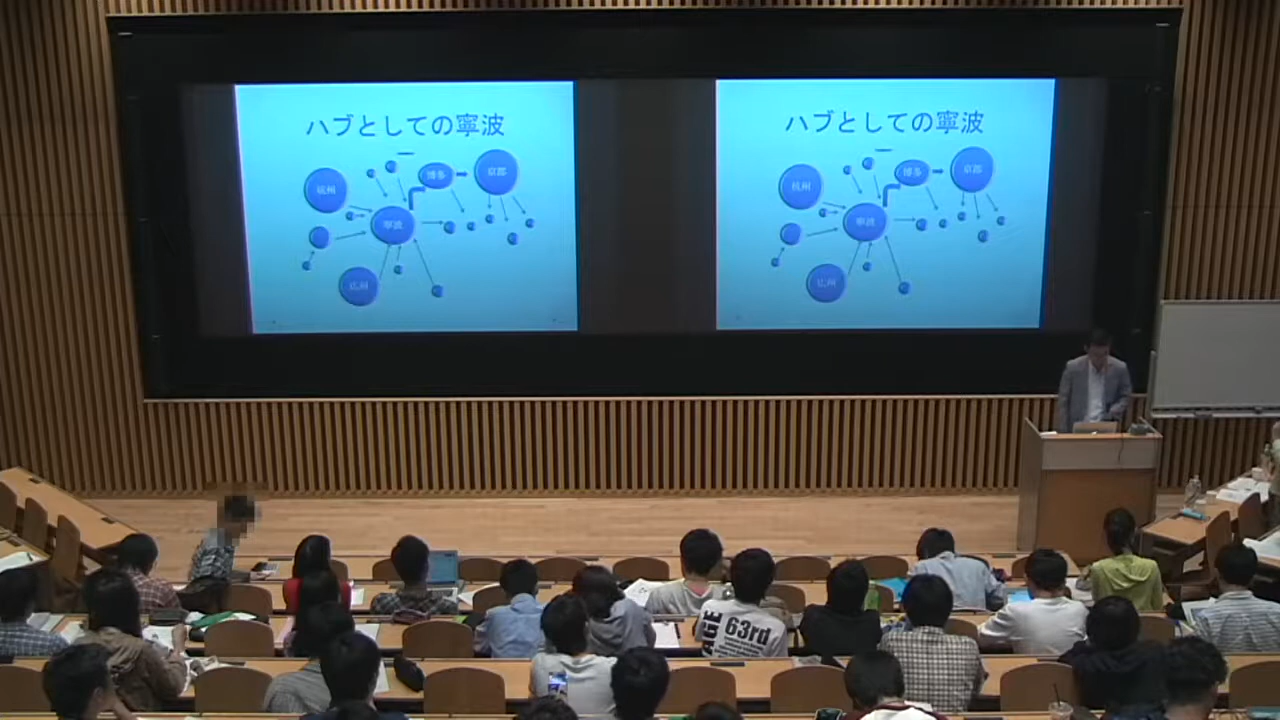 ハブとしての寧波
杭州
博多
京都
寧波
広州
ハブとしての寧波
杭州
博多
京都
寧波
広州
63rd